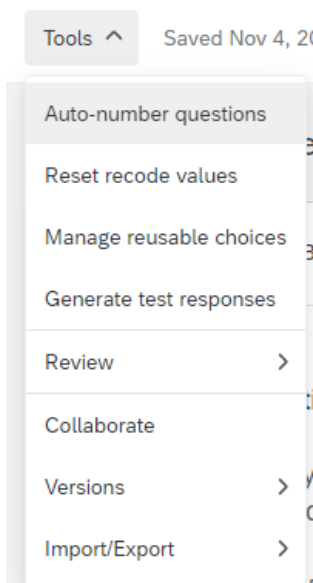 Tools Saved Nov 4, 20
Auto-number questions
Reset recode values
Manage reusable choices
Generate test responses
Review
Collaborate
Versions
Import/Export